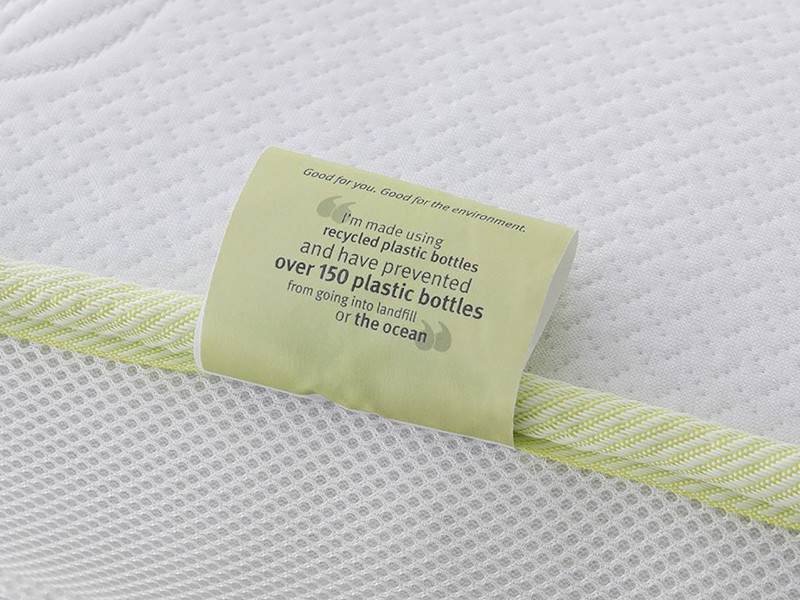 Good for you. Good for the environment.
“I'm made using
recycled plastic bottles
and have prevented
over 150 plastic bottles
from going into landfill
or the ocean”